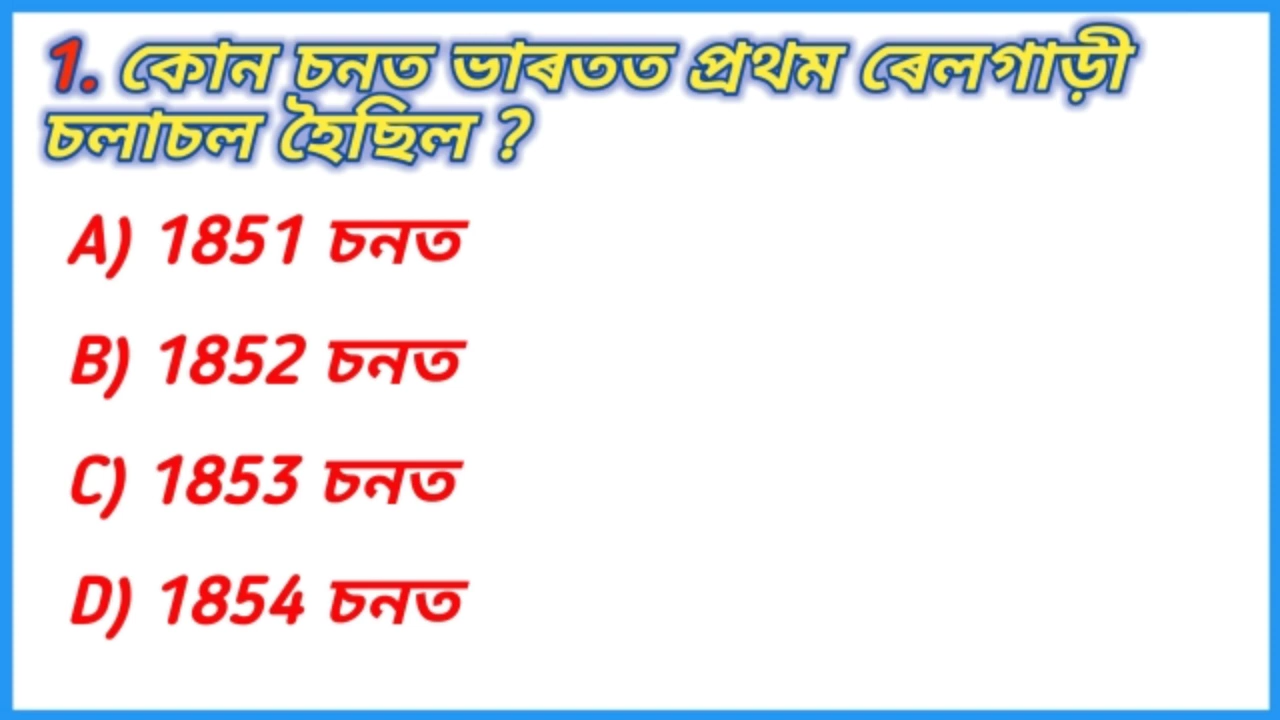 1. কোন চনত ভাৰতত প্ৰথম ৰেলগাড়ী
চলাচল হৈছিল ?
A) 1851 চনত
B) 1852 চনত
C) 1853 চনত
D) 1854 চনত